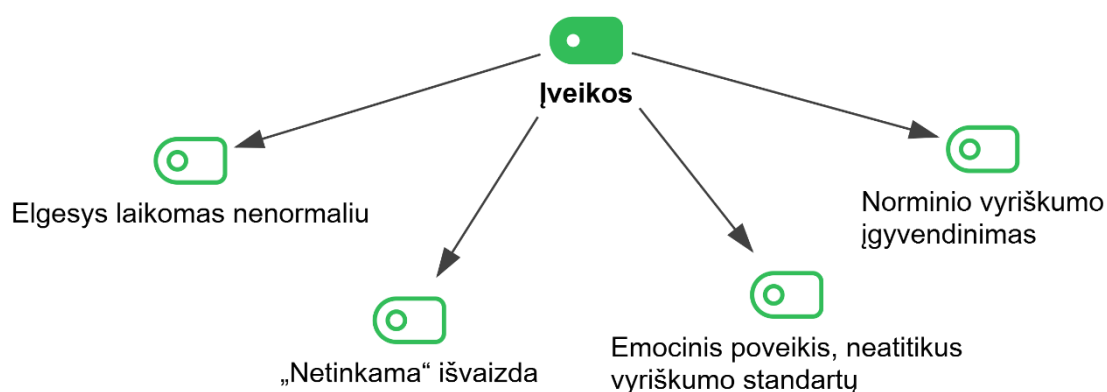 Įveikos
Elgesys laikomas nenormaliu
Norminio vyriškumo
įgyvendinimas
„Netinkama“ išvaizda
Emocinis poveikis, neatitikus
vyriškumo standartų